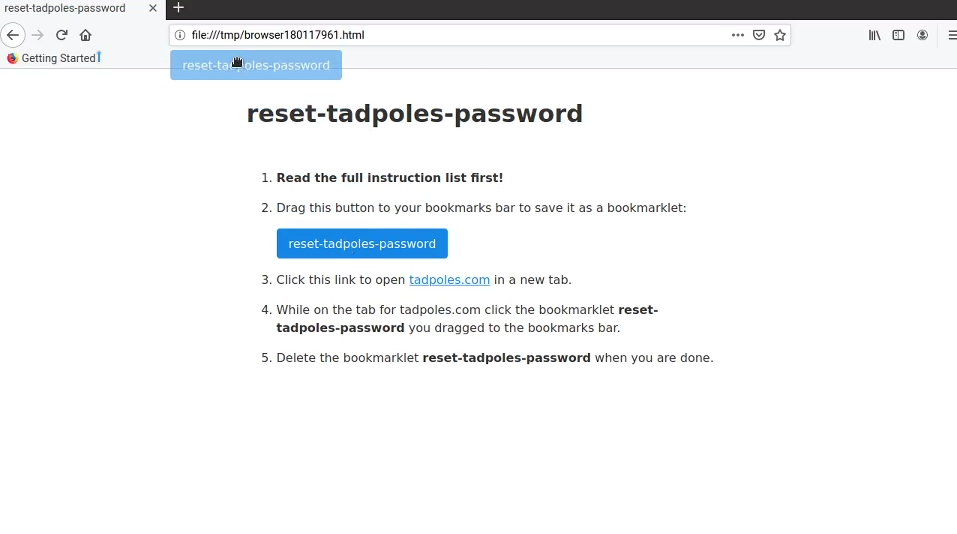 reset-tadpoles-password
file:///tmp/browser180117961.html
Getting Started
reset-tadpoles-password
reset-tadpoles-password
1. Read the full instruction list first!
2. Drag this button to your bookmarks bar to save it as a bookmarklet:
reset-tadpoles-password
3. Click this link to open tadpoles.com in a new tab.
4. While on the tab for tadpoles.com click the bookmarklet reset-
tadpoles-password you dragged to the bookmarks bar.
5. Delete the bookmarklet reset-tadpoles-password when you are done.